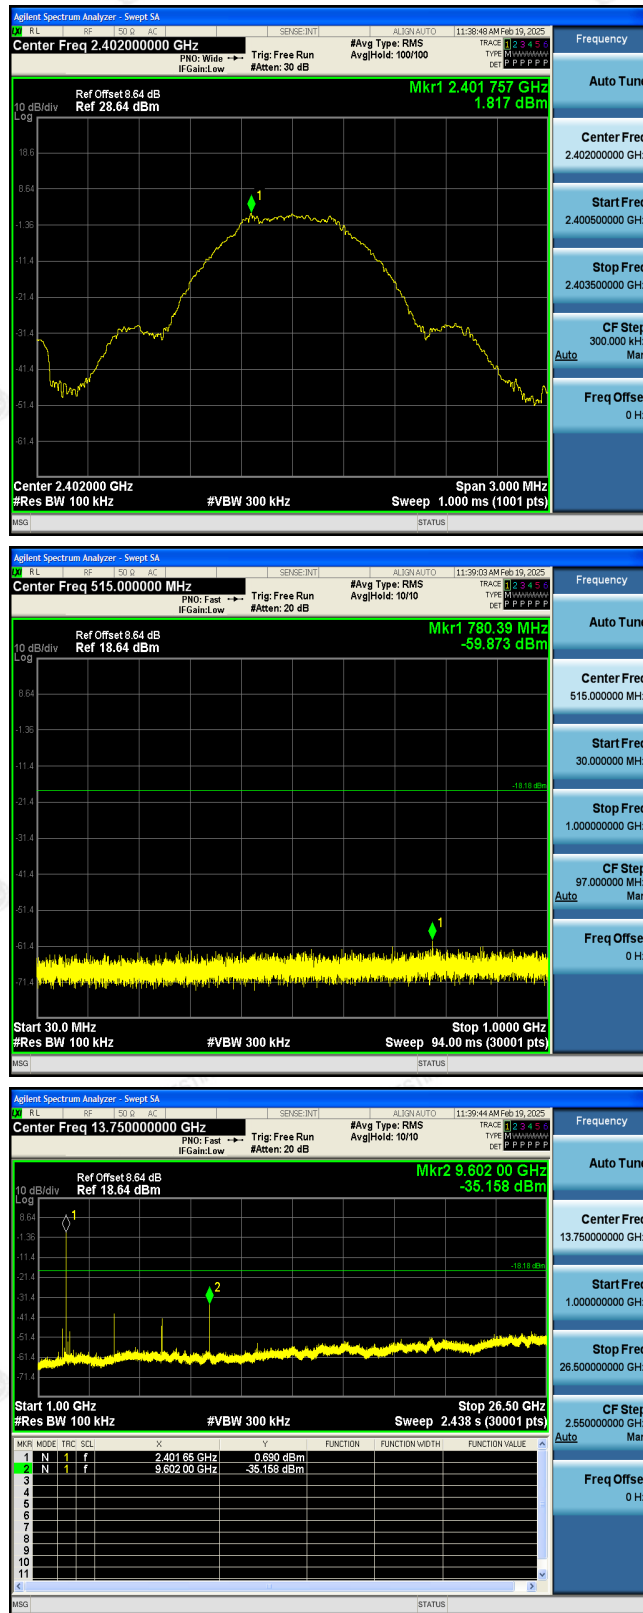 Agilent Spectrum Analyzer - Swept SA
LXI RL RF 50 Ω AC SENSE:INT ALIGN AUTO 11:38:48 AM Feb 19, 2025
Center Freq 2.402000000 GHz #Avg Type: RMS TRACE 1 2 3 4 5 6
PNO: Wide Trig: Free Run Avg|Hold: 100/100 TYPE M
IFGain:Low #Atten: 30 dB DET P P P P P P
Frequency
Auto Tune
Mkr1 2.401 757 GHz
Ref Offset 8.64 dB
10 dB/div Ref 28.64 dBm 1.817 dBm
Log
Center Freq
2.402000000 GHz
18.6
8.64
1
Start Freq
2.400500000 GHz
-1.36
-11.4
Stop Freq
2.403500000 GHz
-21.4
-31.4
CF Step
300.000 kHz
Auto Man
-41.4
-51.4
Freq Offset
0 Hz
-61.4
Center 2.402000 GHz Span 3.000 MHz
#Res BW 100 kHz #VBW 300 kHz Sweep 1.000 ms (1001 pts)
MSG STATUS
Agilent Spectrum Analyzer - Swept SA
LXI RL RF 50 Ω AC SENSE:INT ALIGN AUTO 11:39:03 AM Feb 19, 2025
Center Freq 515.000000 MHz #Avg Type: RMS TRACE 1 2 3 4 5 6
PNO: Fast Trig: Free Run Avg|Hold: 10/10 TYPE M
IFGain:Low #Atten: 20 dB DET P P P P P P
Frequency
Auto Tune
Mkr1 780.39 MHz
Ref Offset 8.64 dB
10 dB/div Ref 18.64 dBm -59.873 dBm
Log
Center Freq
515.000000 MHz
8.64
-1.36
Start Freq
30.000000 MHz
-11.4
-18.18 dBm
-21.4
Stop Freq
1.000000000 GHz
-31.4
-41.4
CF Step
97.000000 MHz
Auto Man
-51.4
1
-61.4
Freq Offset
0 Hz
-71.4
Start 30.0 MHz Stop 1.0000 GHz
#Res BW 100 kHz #VBW 300 kHz Sweep 94.00 ms (30001 pts)
MSG STATUS
Agilent Spectrum Analyzer - Swept SA
LXI RL RF 50 Ω AC SENSE:INT ALIGN AUTO 11:39:44 AM Feb 19, 2025
Center Freq 13.750000000 GHz #Avg Type: RMS TRACE 1 2 3 4 5 6
PNO: Fast Trig: Free Run Avg|Hold: 10/10 TYPE M
IFGain:Low #Atten: 20 dB DET P P P P P P
Frequency
Auto Tune
Mkr2 9.602 00 GHz
Ref Offset 8.64 dB
10 dB/div Ref 18.64 dBm -35.158 dBm
Log
8.64
1
Center Freq
13.750000000 GHz
-1.36
-11.4
-18.18 dBm
-21.4
2
Start Freq
1.000000000 GHz
-31.4
-41.4
-51.4
Stop Freq
26.500000000 GHz
-61.4
-71.4
Start 1.00 GHz Stop 26.50 GHz
#Res BW 100 kHz #VBW 300 kHz Sweep 2.438 s (30001 pts)
CF Step
2.550000000 GHz
Auto Man
MKR MODE TRC SCL X Y FUNCTION FUNCTION WIDTH FUNCTION VALUE
1 N 1 f 2.401 65 GHz 0.690 dBm
2 N 1 f 9.602 00 GHz -35.158 dBm
3
4
5
6
7
8
9
10
11
Freq Offset
0 Hz
MSG STATUS